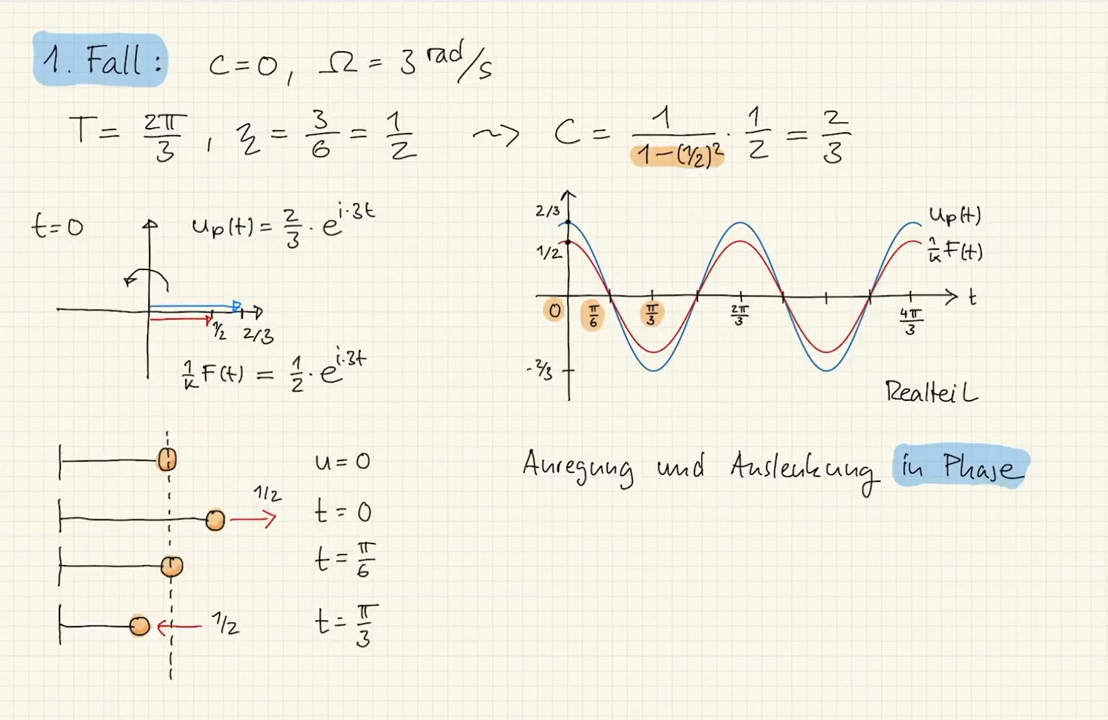 1. Fall: c=0, Ω = 3 rad/s
T = 2π/3, η = 3/6 = 1/2 ~> C = 1/(1-(1/2)²) · 1/2 = 2/3
t=0
u_p(t) = 2/3 · e^(i·3t)
1/2 2/3
1/k F(t) = 1/2 · e^(i·3t)
2/3
1/2
-2/3
0 π/6 π/3 2π/3 4π/3 t
u_p(t)
1/k F(t)
Realteil
Anregung und Auslenkung in Phase
u=0
1/2 t=0
t=π/6
1/2 t=π/3